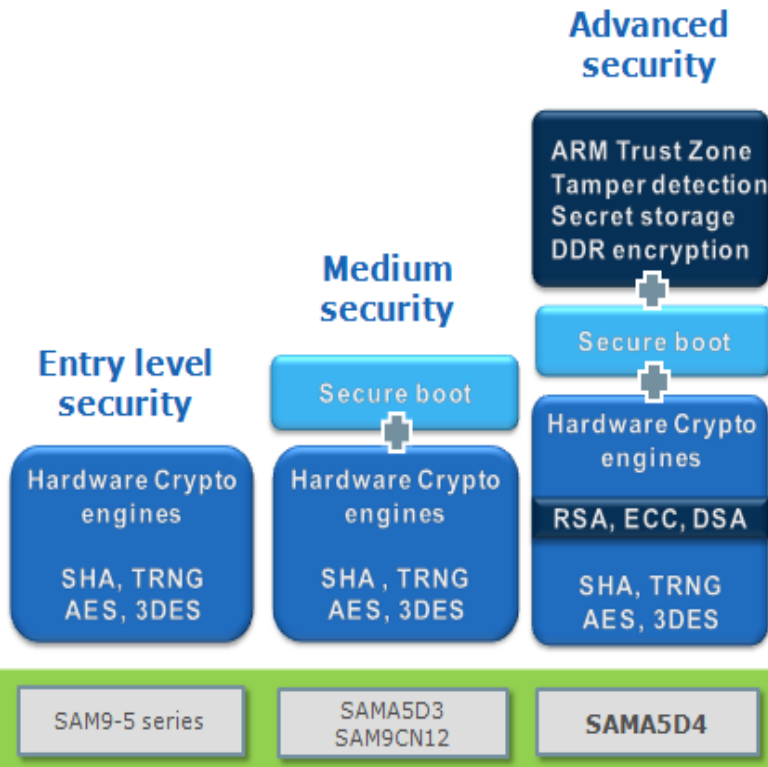 Advanced
security
ARM Trust Zone
Tamper detection
Secret storage
DDR encryption
Secure boot
Hardware Crypto
engines
RSA, ECC, DSA
SHA, TRNG
AES, 3DES
SAMA5D4
Medium
security
Secure boot
Hardware Crypto
engines
SHA , TRNG
AES, 3DES
SAMA5D3
SAM9CN12
Entry level
security
Hardware Crypto
engines
SHA, TRNG
AES, 3DES
SAM9-5 series